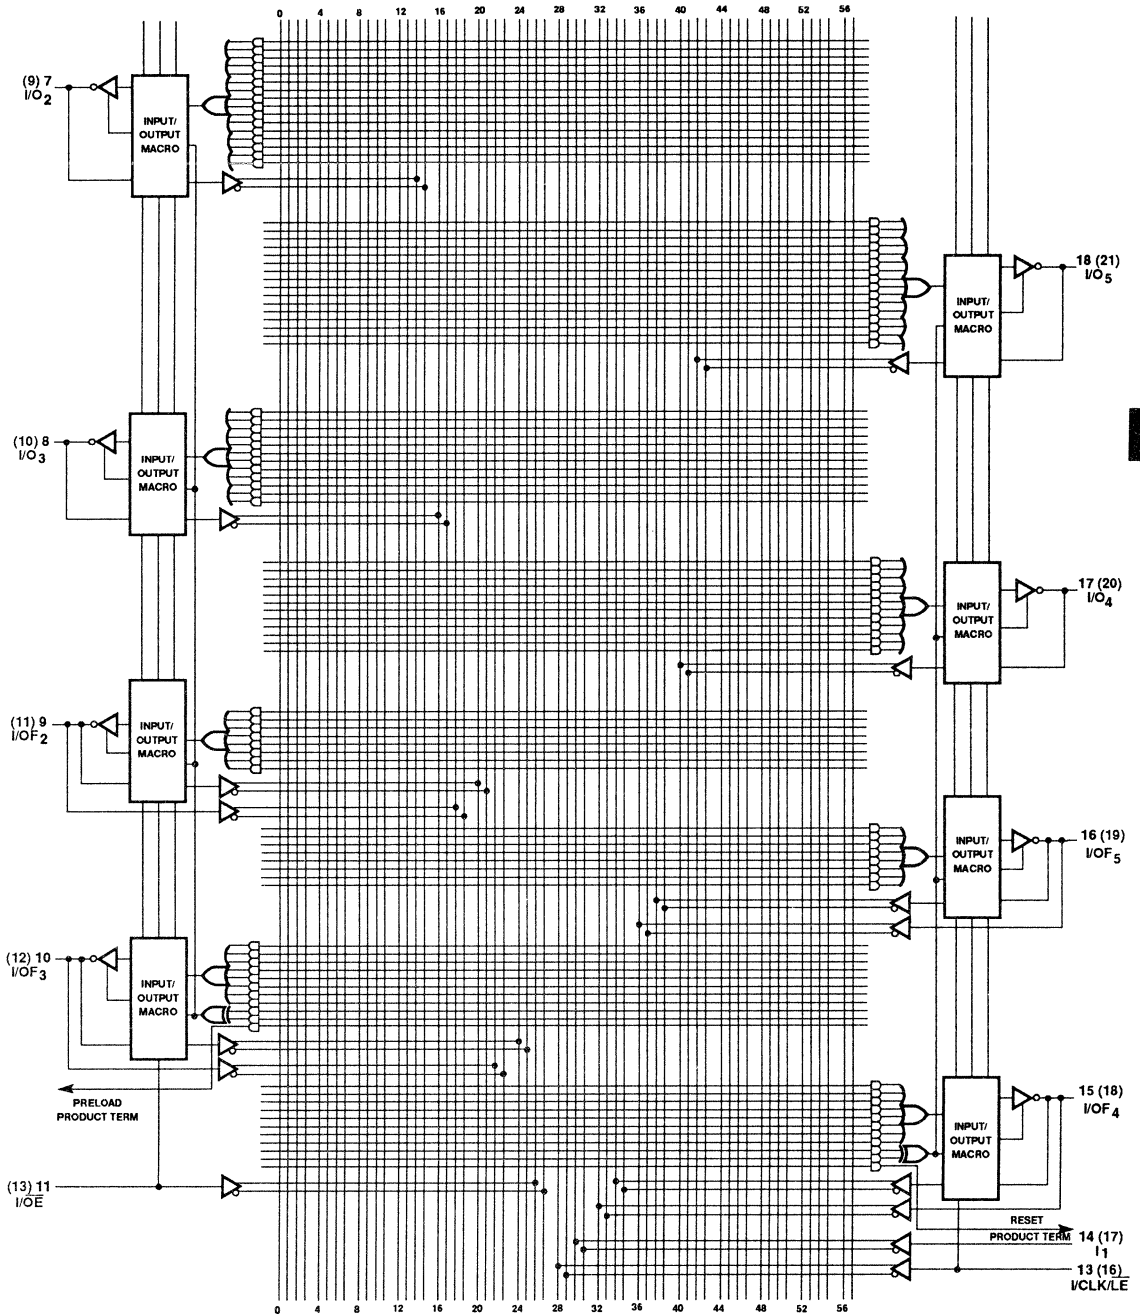 0 4 8 12 16 20 24 28 32 36 40 44 48 52 56
(9) 7
I/O2
INPUT/
OUTPUT
MACRO
18 (21)
I/O5
INPUT/
OUTPUT
MACRO
(10) 8
I/O3
INPUT/
OUTPUT
MACRO
17 (20)
I/O4
INPUT/
OUTPUT
MACRO
(11) 9
I/OF2
INPUT/
OUTPUT
MACRO
16 (19)
I/OF5
INPUT/
OUTPUT
MACRO
(12) 10
I/OF3
INPUT/
OUTPUT
MACRO
PRELOAD
PRODUCT TERM
15 (18)
I/OF4
INPUT/
OUTPUT
MACRO
(13) 11
I/O̅E̅
RESET
PRODUCT TERM
14 (17)
I1
13 (16)
I/CLK/L̅E̅
0 4 8 12 16 20 24 28 32 36 40 44 48 52 56